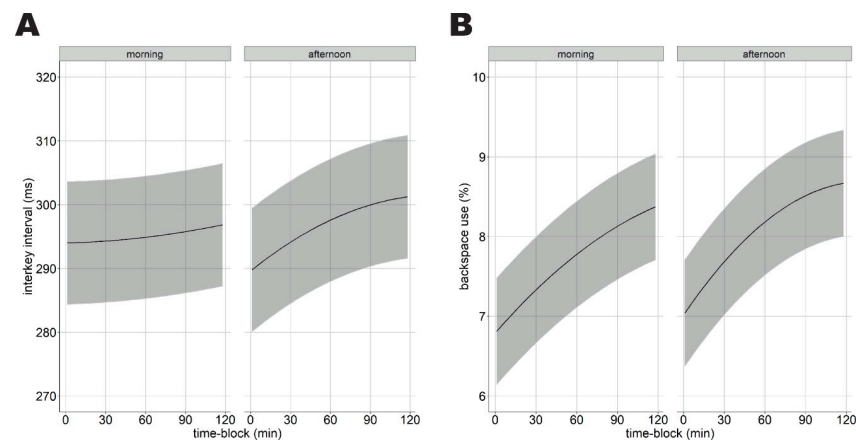 A
B
morning
afternoon
morning
afternoon
interkey interval (ms)
320
310
300
290
280
270
0 30 60 90 120
0 30 60 90 120
time-block (min)
backspace use (%)
10
9
8
7
6
0 30 60 90 120
0 30 60 90 120
time-block (min)